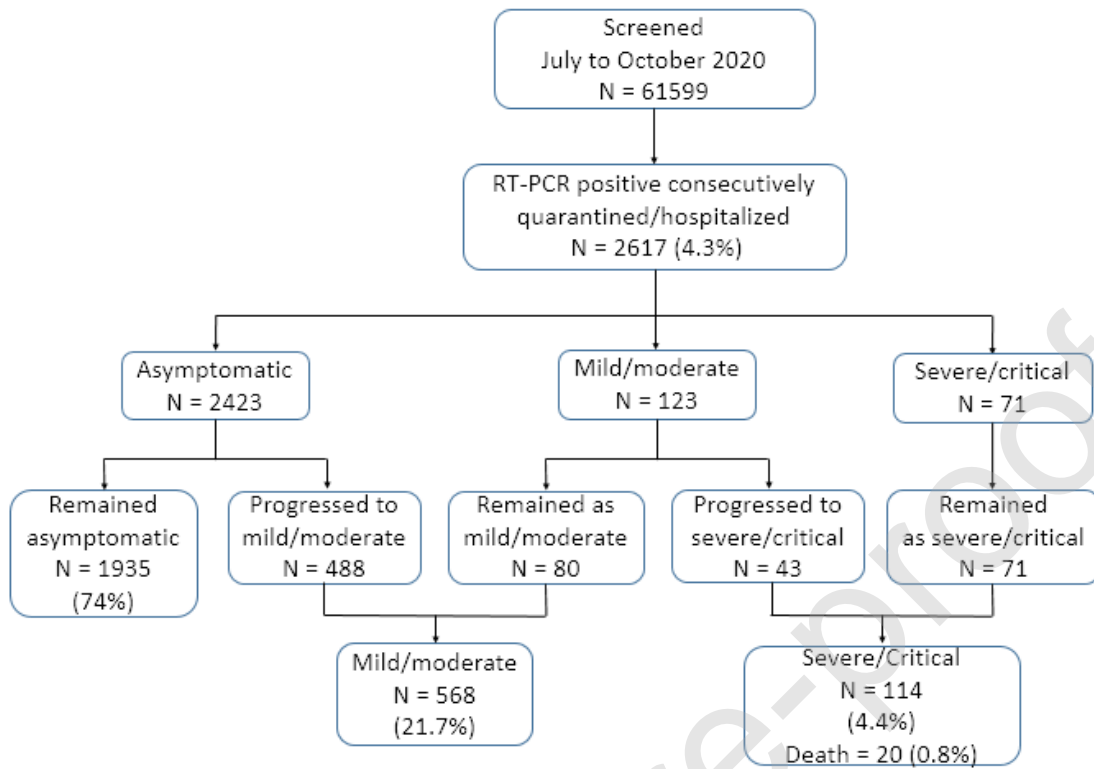 Screened
July to October 2020
N = 61599
RT-PCR positive consecutively
quarantined/hospitalized
N = 2617 (4.3%)
Asymptomatic
N = 2423
Mild/moderate
N = 123
Severe/critical
N = 71
Remained
asymptomatic
N = 1935
(74%)
Progressed to
mild/moderate
N = 488
Remained as
mild/moderate
N = 80
Progressed to
severe/critical
N = 43
Remained
as severe/critical
N = 71
Mild/moderate
N = 568
(21.7%)
Severe/Critical
N = 114
(4.4%)
Death = 20 (0.8%)
e-proof